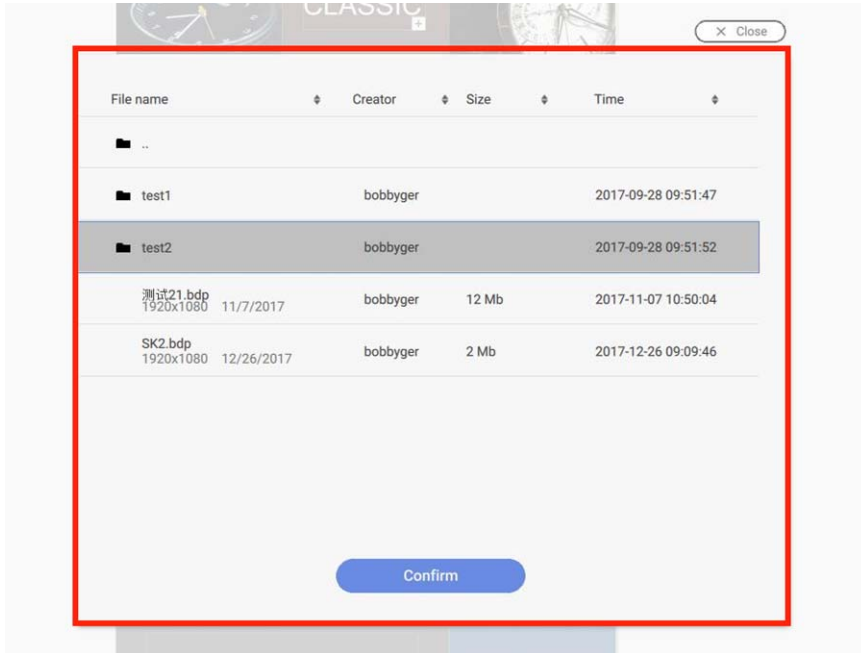 CLASSIC
× Close
File name Creator Size Time
..
test1 bobbyger 2017-09-28 09:51:47
test2 bobbyger 2017-09-28 09:51:52
测试21.bdp
1920x1080 11/7/2017 bobbyger 12 Mb 2017-11-07 10:50:04
SK2.bdp
1920x1080 12/26/2017 bobbyger 2 Mb 2017-12-26 09:09:46
Confirm